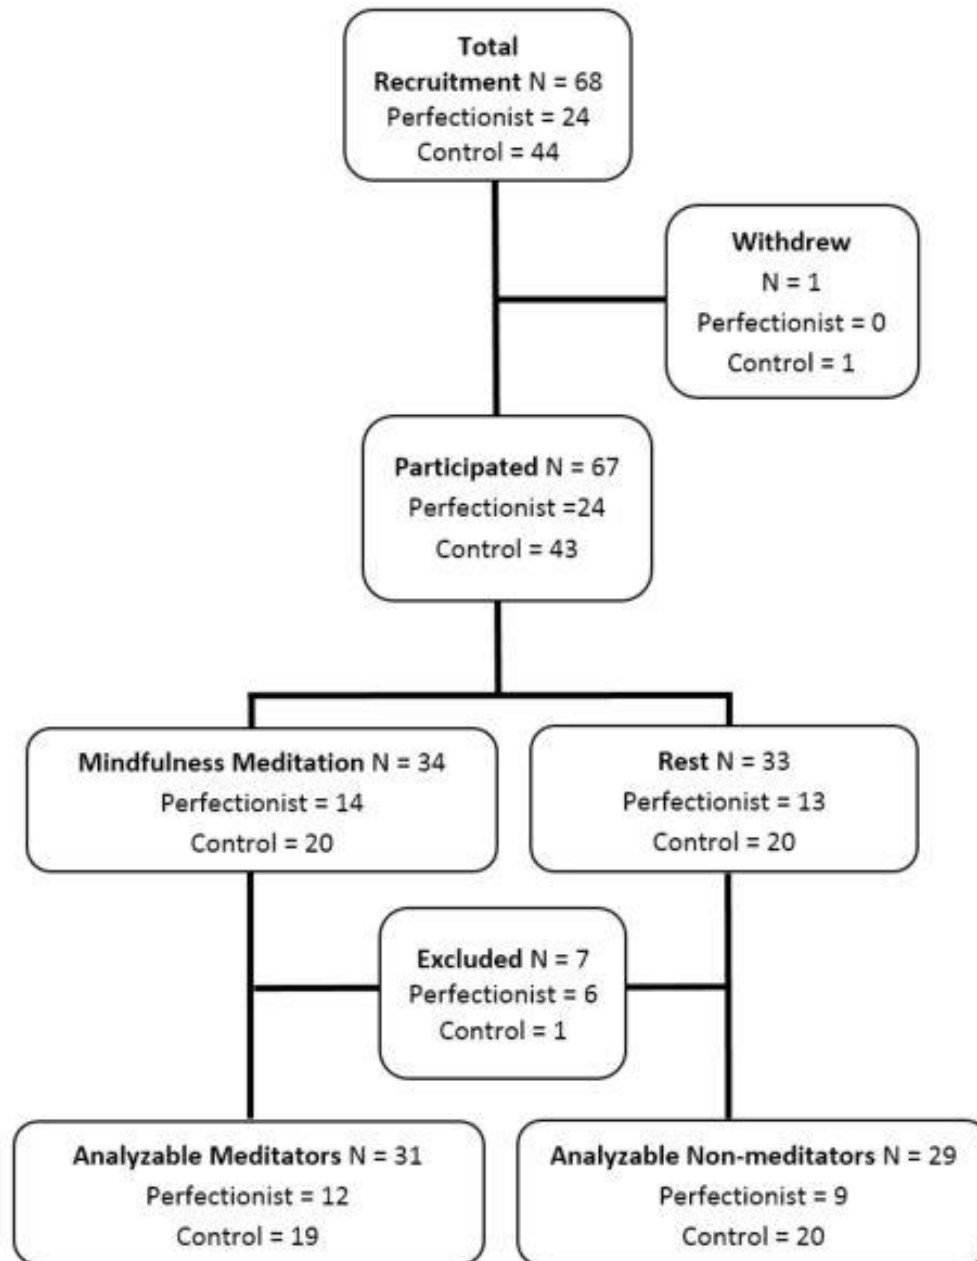 Total
Recruitment N = 68
Perfectionist = 24
Control = 44
Withdrew
N = 1
Perfectionist = 0
Control = 1
Participated N = 67
Perfectionist =24
Control = 43
Mindfulness Meditation N = 34
Perfectionist = 14
Control = 20
Rest N = 33
Perfectionist = 13
Control = 20
Excluded N = 7
Perfectionist = 6
Control = 1
Analyzable Meditators N = 31
Perfectionist = 12
Control = 19
Analyzable Non-meditators N = 29
Perfectionist = 9
Control = 20